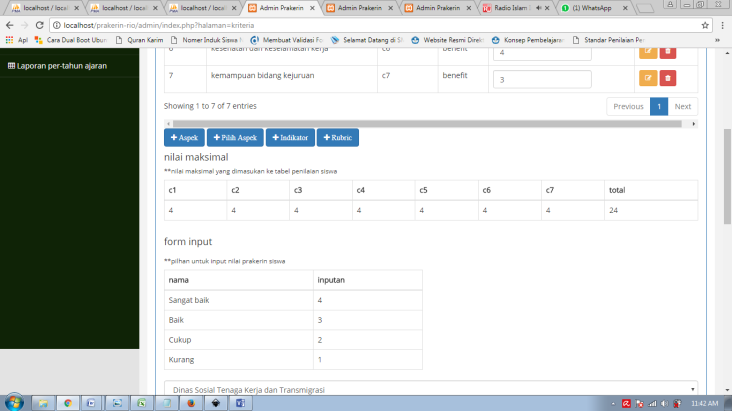 localhost / local
localhost / local
localhost / local
Admin Prakerin
Admin Prakerin
Admin Prakerin
Radio Islam
(1) WhatsApp
localhost/prakerin-rio/admin/index.php?halaman=kriteria
Apl
Cara Dual Boot Ubun
Quran Karim
Nomer Induk Siswa N
Membuat Validasi Fo
Selamat Datang di Si
Website Resmi Direk
Konsep Pembelajaran
Standar Penilaian Per
»
Laporan per-tahun ajaran
6 kesehatan dan keselamatan kerja c6 benefit 4
7 kemampuan bidang kejuruan c7 benefit 3
Showing 1 to 7 of 7 entries
Previous 1 Next
+ Aspek
+ Pilih Aspek
+ Indikator
+ Rubric
nilai maksimal
**nilai maksimal yang dimasukan ke tabel penilaian siswa
c1 c2 c3 c4 c5 c6 c7 total
4 4 4 4 4 4 4 24
form input
**pilhan untuk input nilai prakerin siswa
nama inputan
Sangat baik 4
Baik 3
Cukup 2
Kurang 1
Dinas Sosial Tenaga Kerja dan Transmigrasi
11:42 AM